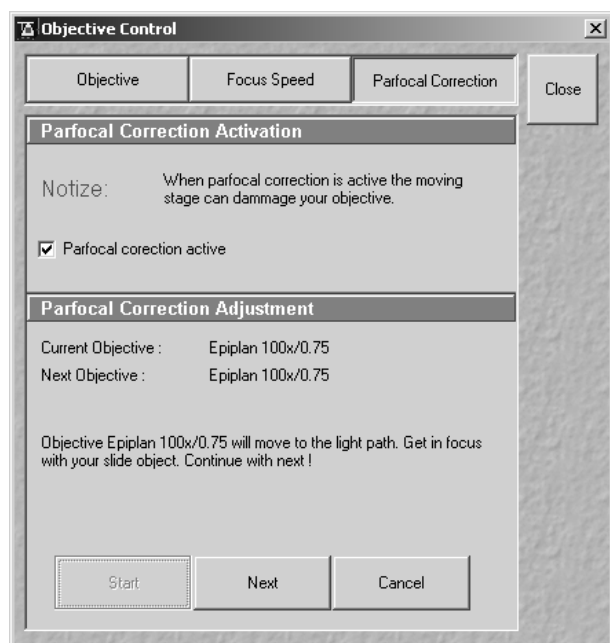 Objective Control
Objective
Focus Speed
Parfocal Correction
Close
Parfocal Correction Activation
Notize:
When parfocal correction is active the moving
stage can dammage your objective.
Parfocal corection active
Parfocal Correction Adjustment
Current Objective : Epiplan 100x/0.75
Next Objective : Epiplan 100x/0.75
Objective Epiplan 100x/0.75 will move to the light path. Get in focus
with your slide object. Continue with next !
Start
Next
Cancel